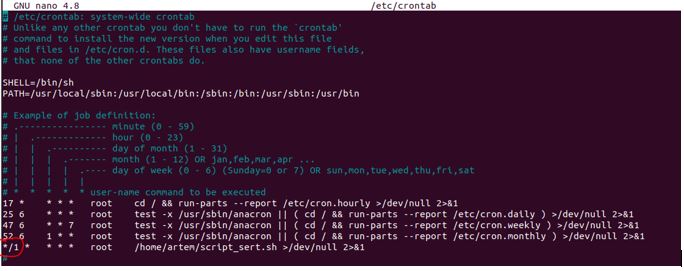 GNU nano 4.8 /etc/crontab
# /etc/crontab: system-wide crontab
# Unlike any other crontab you don't have to run the `crontab'
# command to install the new version when you edit this file
# and files in /etc/cron.d. These files also have username fields,
# that none of the other crontabs do.
SHELL=/bin/sh
PATH=/usr/local/sbin:/usr/local/bin:/sbin:/bin:/usr/sbin:/usr/bin
# Example of job definition:
# .---------------- minute (0 - 59)
# |  .------------- hour (0 - 23)
# |  |  .---------- day of month (1 - 31)
# |  |  |  .------- month (1 - 12) OR jan,feb,mar,apr ...
# |  |  |  |  .---- day of week (0 - 6) (Sunday=0 or 7) OR sun,mon,tue,wed,thu,fri,sat
# |  |  |  |  |
# *  *  *  *  * user-name command to be executed
17 *    * * *   root    cd / && run-parts --report /etc/cron.hourly >/dev/null 2>&1
25 6    * * *   root    test -x /usr/sbin/anacron || ( cd / && run-parts --report /etc/cron.daily ) >/dev/null 2>&1
47 6    * * 7   root    test -x /usr/sbin/anacron || ( cd / && run-parts --report /etc/cron.weekly ) >/dev/null 2>&1
52 6    1 * *   root    test -x /usr/sbin/anacron || ( cd / && run-parts --report /etc/cron.monthly ) >/dev/null 2>&1
*/1 *   * * *   root    /home/artem/script_sert.sh >/dev/null 2>&1
#